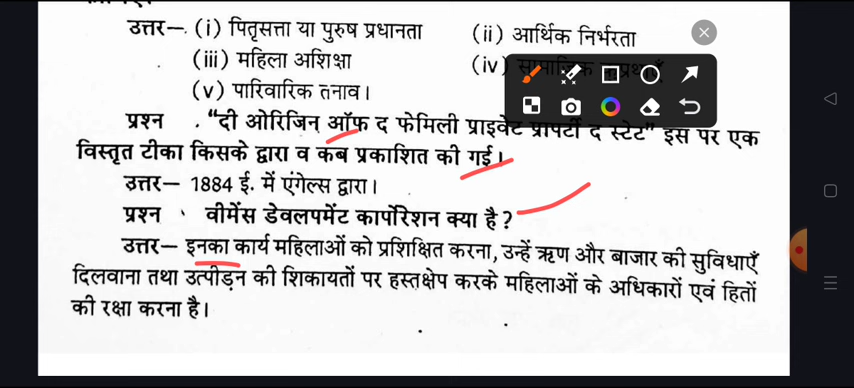 उत्तर— (i) पितृसत्ता या पुरुष प्रधानता (ii) आर्थिक निर्भरता
(iii) महिला अशिक्षा (iv)
(v) पारिवारिक तनाव।
प्रश्न . “दी ओरिजिन ऑफ द फेमिली प्राइवेट प्रापर्टी द स्टेट” इस पर एक
विस्तृत टीका किसके द्वारा व कब प्रकाशित की गई।
उत्तर— 1884 ई. में एंगेल्स द्वारा।
प्रश्न वीमेंस डेवलपमेंट कार्पोरेशन क्या है?
उत्तर— इनका कार्य महिलाओं को प्रशिक्षित करना, उन्हें ऋण और बाजार की सुविधाएँ
दिलवाना तथा उत्पीड़न की शिकायतों पर हस्तक्षेप करके महिलाओं के अधिकारों एवं हितों
की रक्षा करना है।